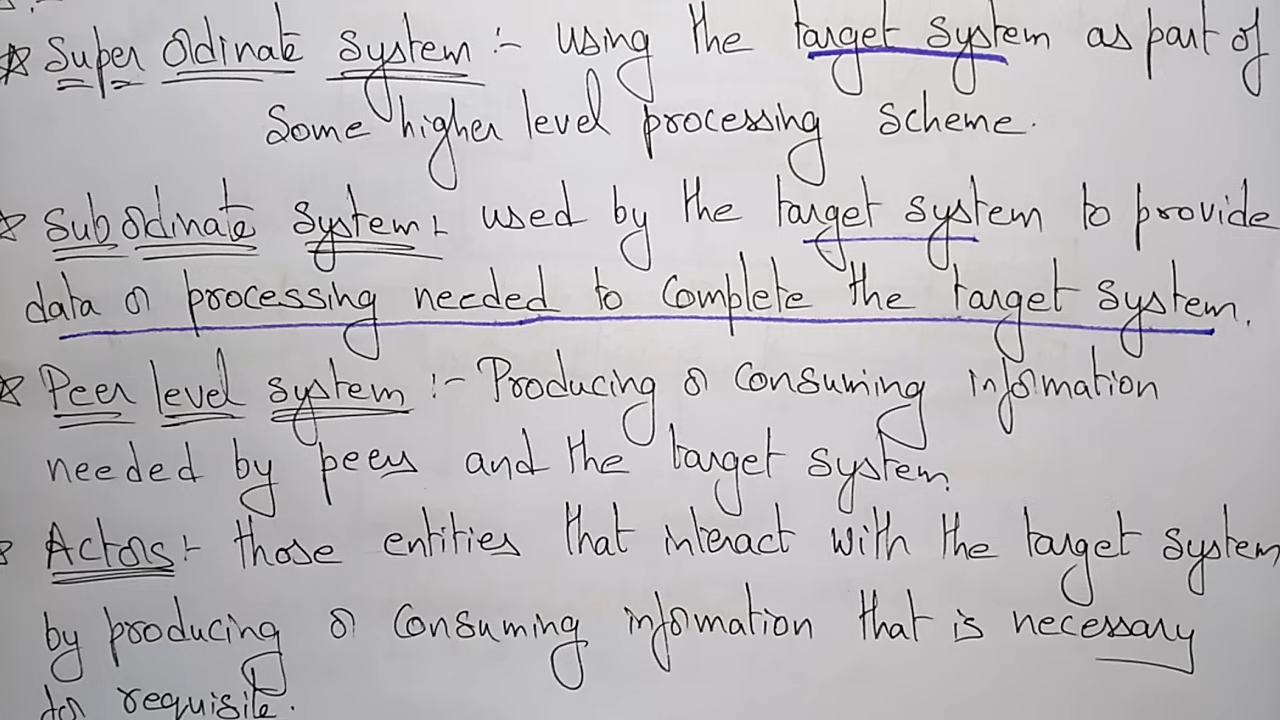 * Super Odinate System :- using the target system as part of
Some higher level processing scheme.
* Subodinate System :- used by the target system to provide
data or processing needed to complete the target system.
* Peer level system :- Producing or consuming information
needed by peers and the target system.
Actors :- those entities that interact with the target system
by producing or consuming information that is necessary
for requisite.